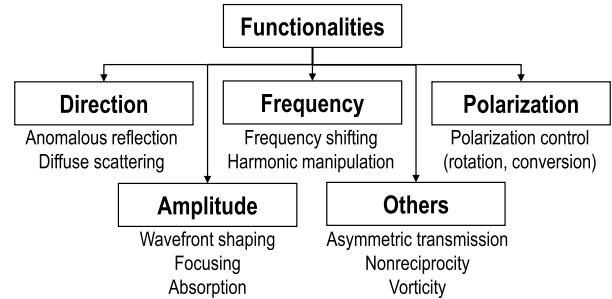 Functionalities
Direction
Anomalous reflection
Diffuse scattering
Frequency
Frequency shifting
Harmonic manipulation
Polarization
Polarization control
(rotation, conversion)
Amplitude
Wavefront shaping
Focusing
Absorption
Others
Asymmetric transmission
Nonreciprocity
Vorticity